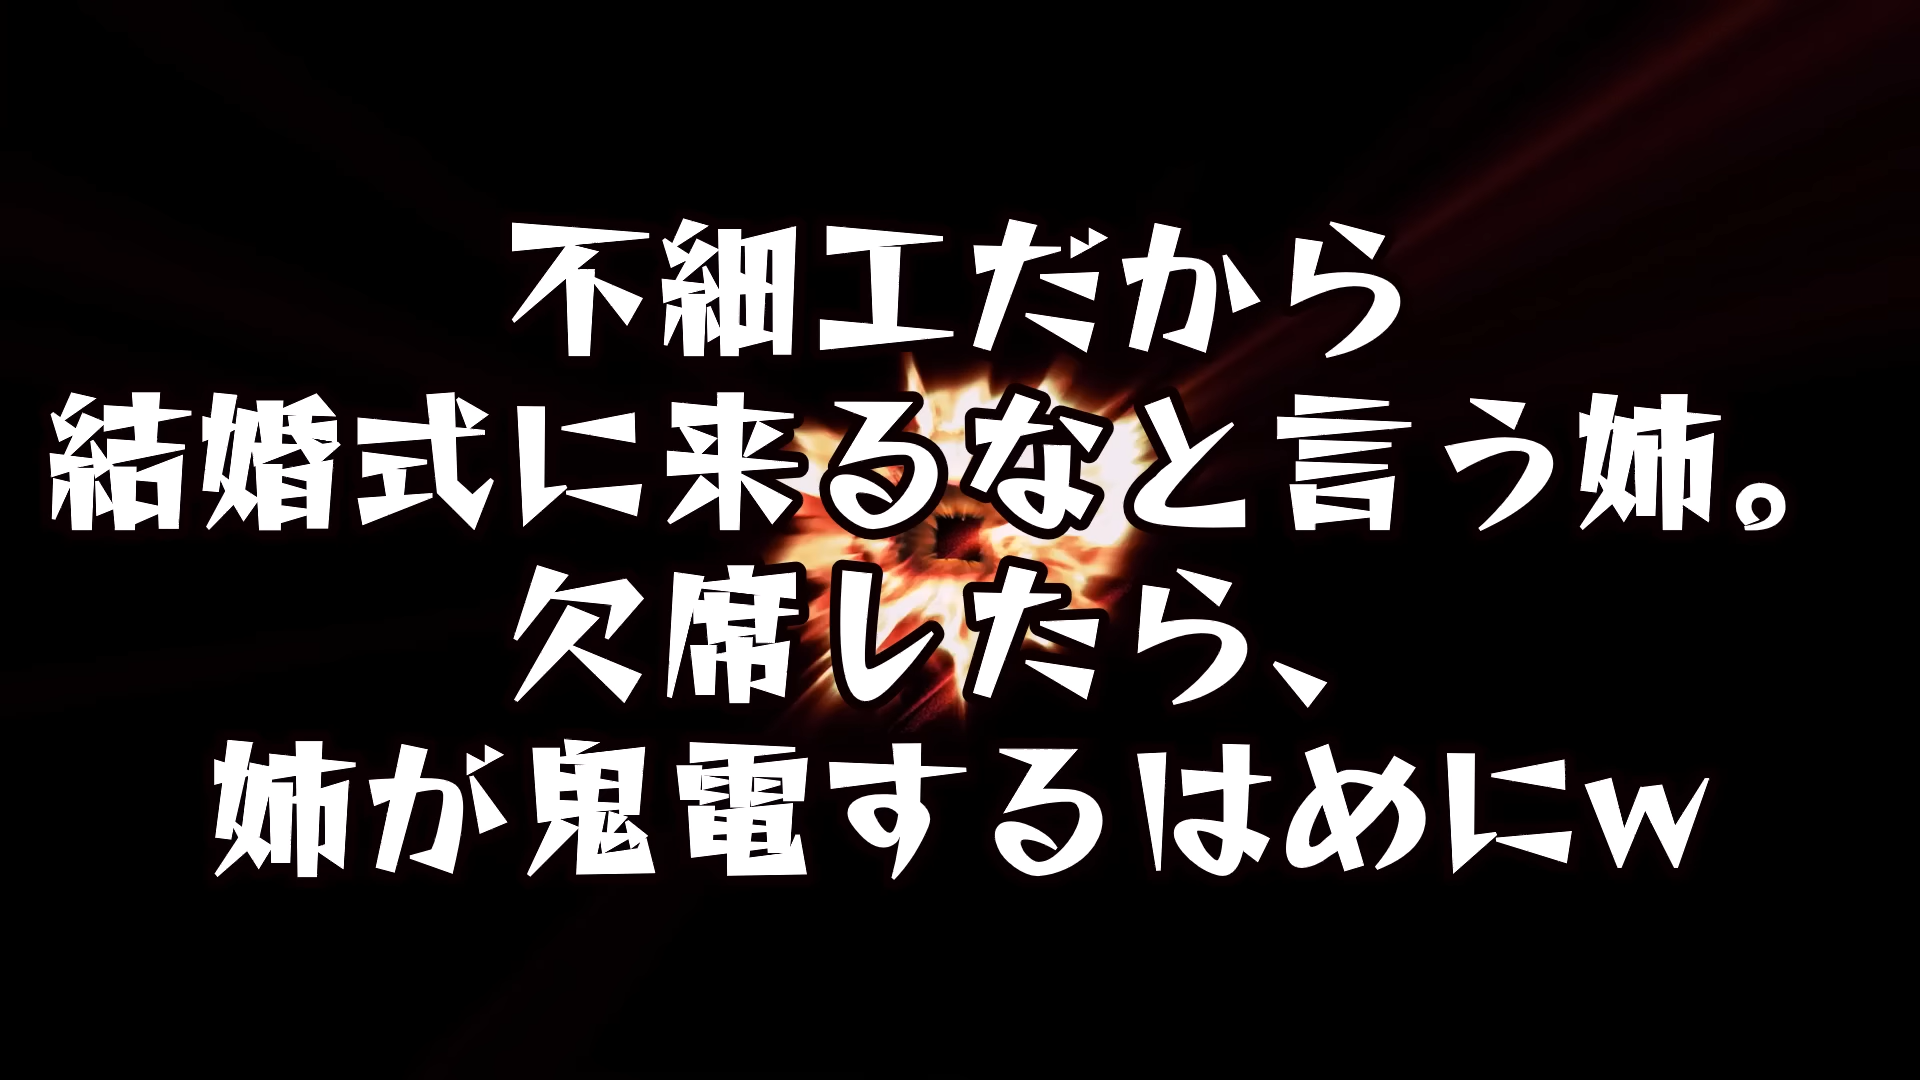 不細工だから
結婚式に来るなと言う姉。
欠席したら、
姉が鬼電するはめにw